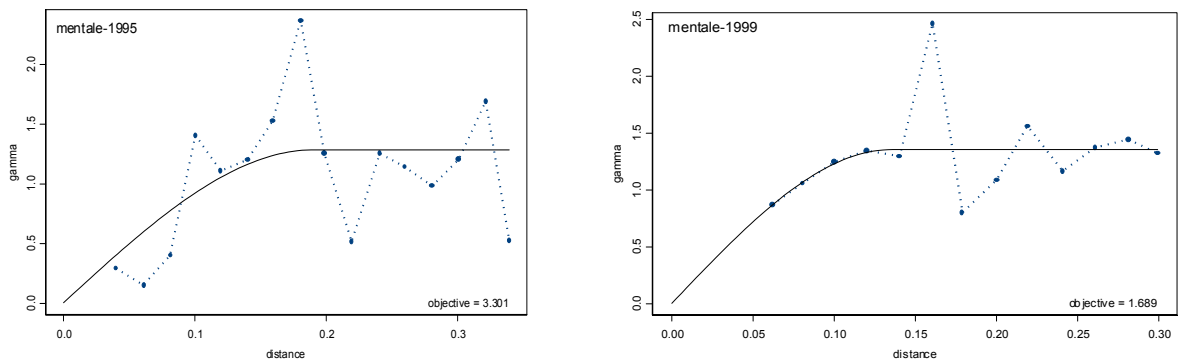 mentale-1995
2.0
1.5
1.0
0.5
0.0
gamma
objective = 3.301
0.0 0.1 0.2 0.3
distance
mentale-1999
2.5
2.0
1.5
1.0
0.5
0.0
gamma
objective = 1.689
0.00 0.05 0.10 0.15 0.20 0.25 0.30
distance